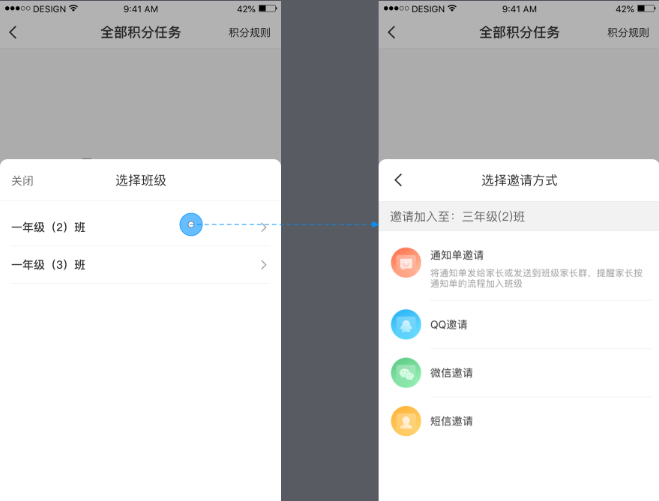 DESIGN 9:41 AM 42%
全部积分任务 积分规则
关闭 选择班级
一年级（2）班
一年级（3）班
DESIGN 9:41 AM 42%
全部积分任务 积分规则
选择邀请方式
邀请加入至：三年级(2)班
通知单邀请
将通知单发给家长或发送到班级家长群，提醒家长按
通知单的流程加入班级
QQ邀请
微信邀请
短信邀请